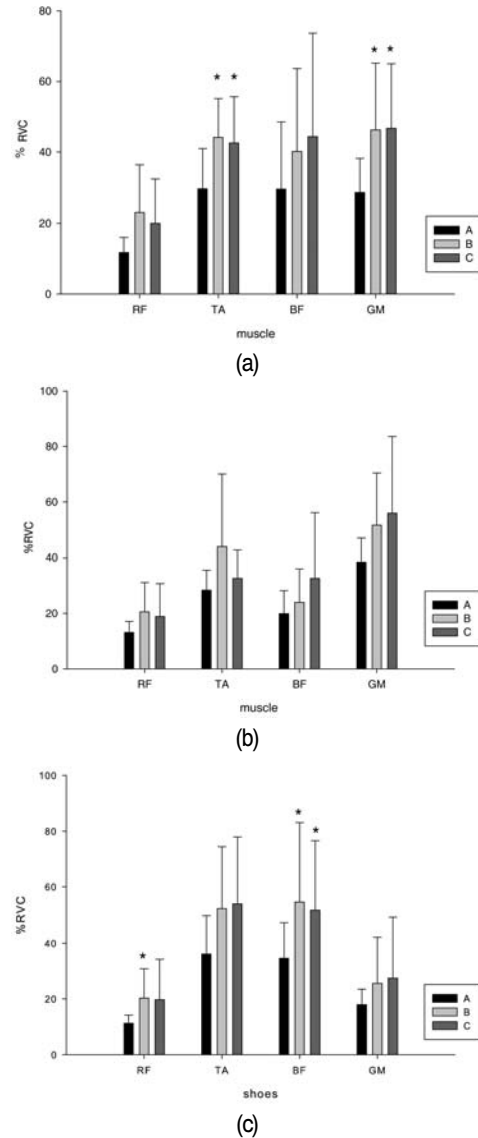 80
* *
* *
60
% RVC
40
20
A
B
C
0
RF TA BF GM
muscle
(a)
100
80
60
%RVC
40
20
A
B
C
0
RF TA BF GM
muscle
(b)
100
80
*
*
60
%RVC
40
*
20
A
B
C
0
RF TA BF GM
shoes
(c)